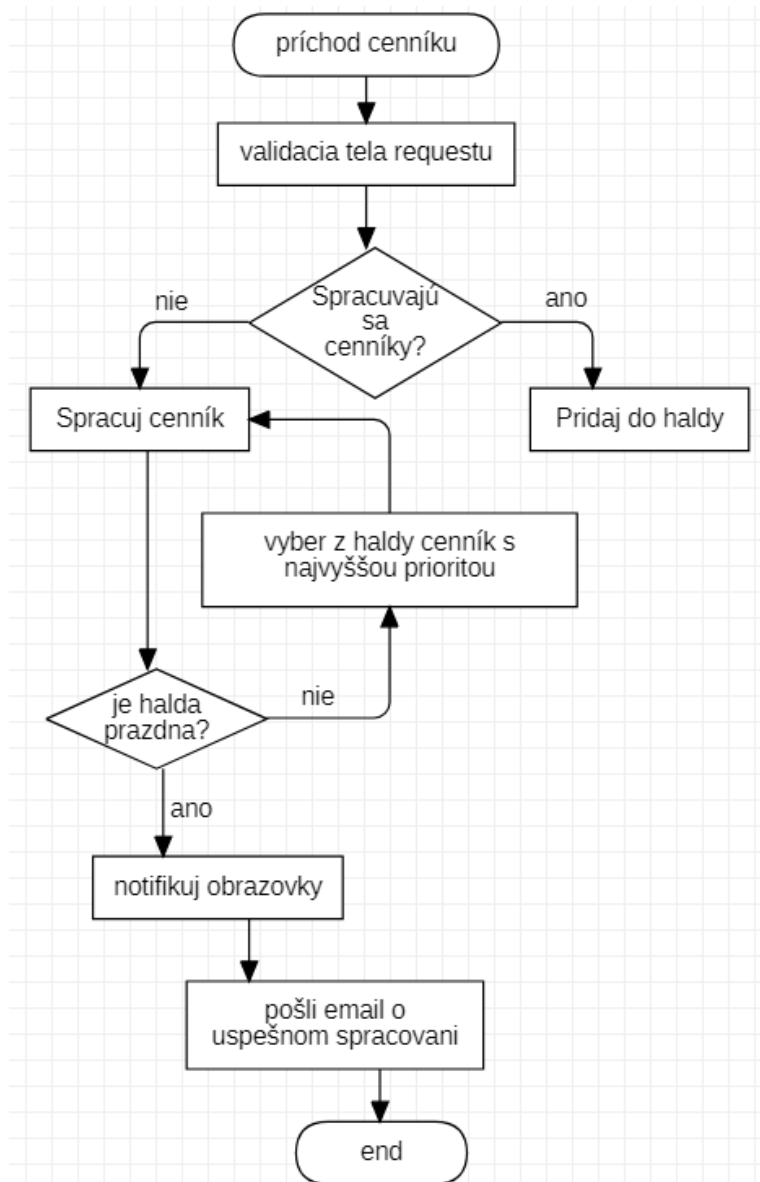 príchod cenníku
validacia tela requestu
Spracuvajú
sa
cenníky?
nie
ano
Spracuj cenník
Pridaj do haldy
vyber z haldy cenník s
najvyššou prioritou
je halda
prazdna?
nie
ano
notifikuj obrazovky
pošli email o
uspešnom spracovani
end